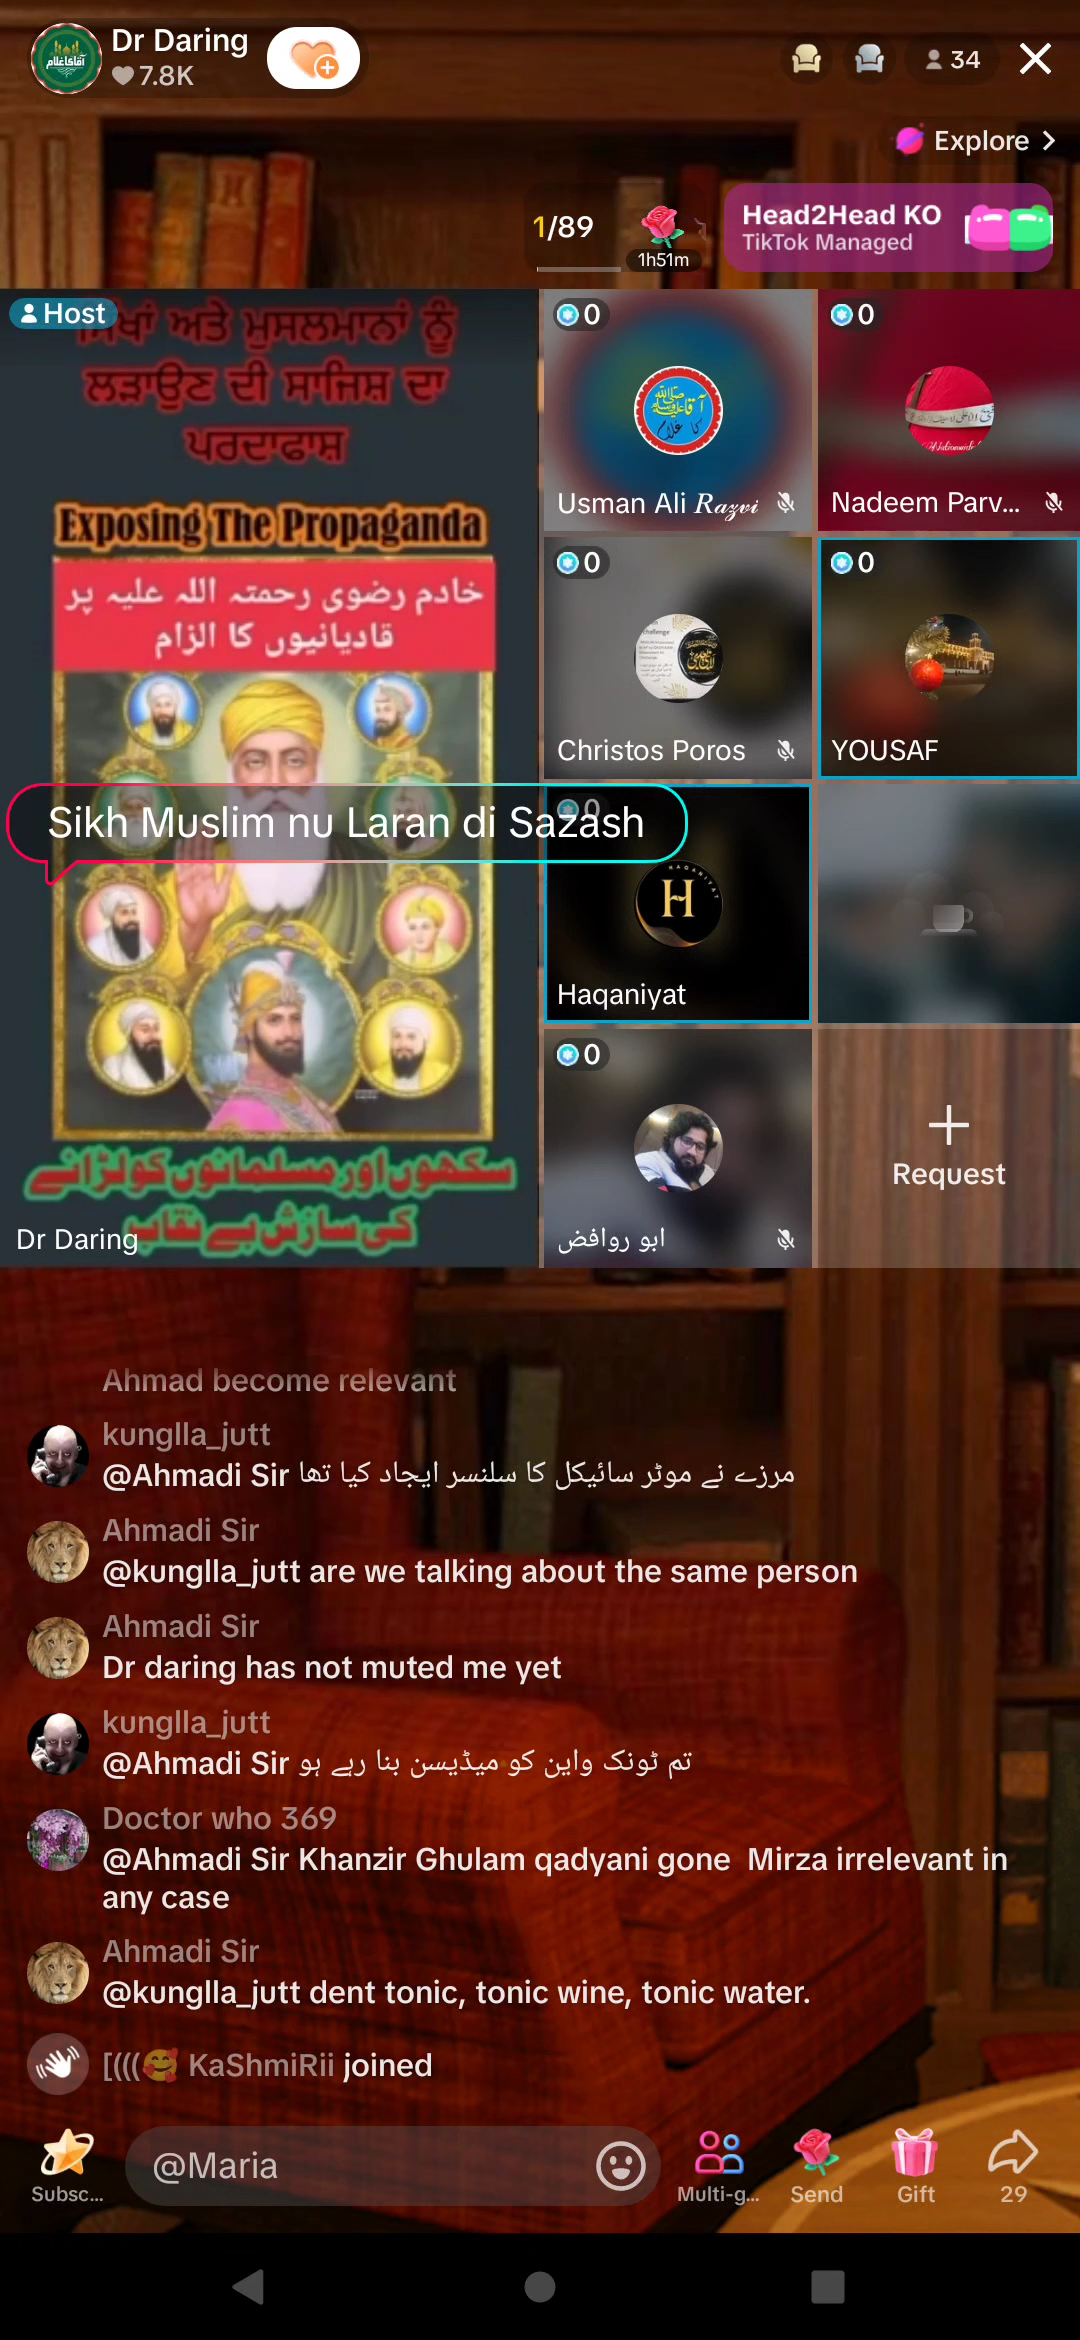 Dr Daring
7.8K
34
Explore
1/89
1h51m
Head2Head KO
TikTok Managed
Host
ਸਿੱਖਾਂ ਅਤੇ ਮੁਸਲਮਾਨਾਂ ਨੂੰ
ਲੜਾਉਣ ਦੀ ਸਾਜਿਸ਼ ਦਾ
ਪਰਦਾਫਾਸ਼
Exposing The Propaganda
خادم رضوی رحمتہ اللہ علیہ پر
قادیانیوں کا الزام
Sikh Muslim nu Laran di Sazash
سکھوں اور مسلمانوں کو لڑانے
کی سازش بے نقاب
Dr Daring
0
Usman Ali Razvi
0
Nadeem Parv...
0
challenge
Christos Poros
0
YOUSAF
0
HAQANIYAT
H
Haqaniyat
0
ابو روافض
Request
Ahmad become relevant
kunglla_jutt
@Ahmadi Sir مرزے نے موٹر سائیکل کا سلنسر ایجاد کیا تھا
Ahmadi Sir
@kunglla_jutt are we talking about the same person
Ahmadi Sir
Dr daring has not muted me yet
kunglla_jutt
@Ahmadi Sir تم ٹونک واین کو میڈیسن بنا رہے ہو
Doctor who 369
@Ahmadi Sir Khanzir Ghulam qadyani gone  Mirza irrelevant in
any case
Ahmadi Sir
@kunglla_jutt dent tonic, tonic wine, tonic water.
[(((🥰 KaShmiRii joined
@Maria
Subsc...
Multi-g...
Send
Gift
29